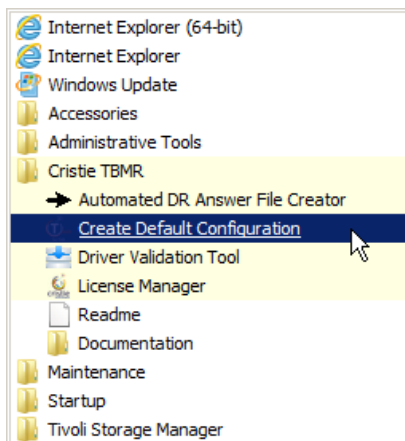 Internet Explorer (64-bit)
Internet Explorer
Windows Update
Accessories
Administrative Tools
Cristie TBMR
Automated DR Answer File Creator
Create Default Configuration
Driver Validation Tool
License Manager
Readme
Documentation
Maintenance
Startup
Tivoli Storage Manager